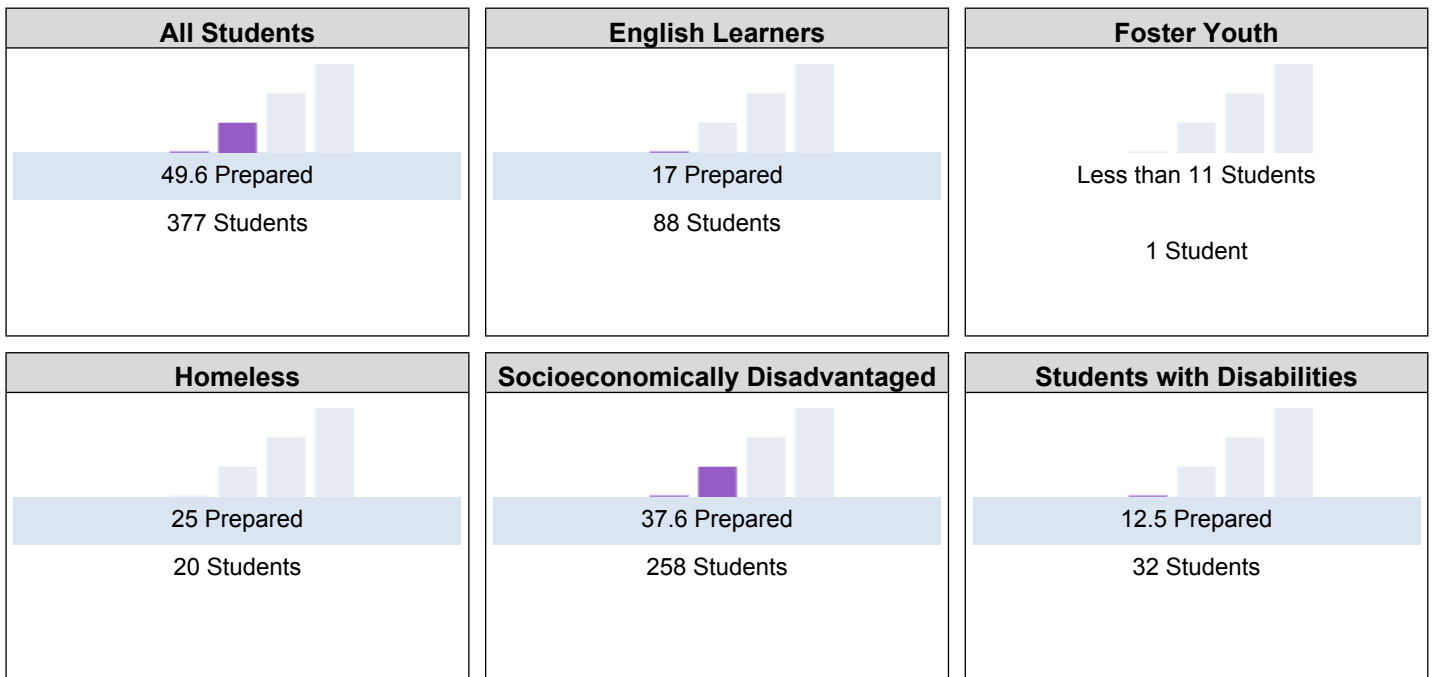 All Students
49.6 Prepared
377 Students
English Learners
17 Prepared
88 Students
Foster Youth
Less than 11 Students
1 Student
Homeless
25 Prepared
20 Students
Socioeconomically Disadvantaged
37.6 Prepared
258 Students
Students with Disabilities
12.5 Prepared
32 Students